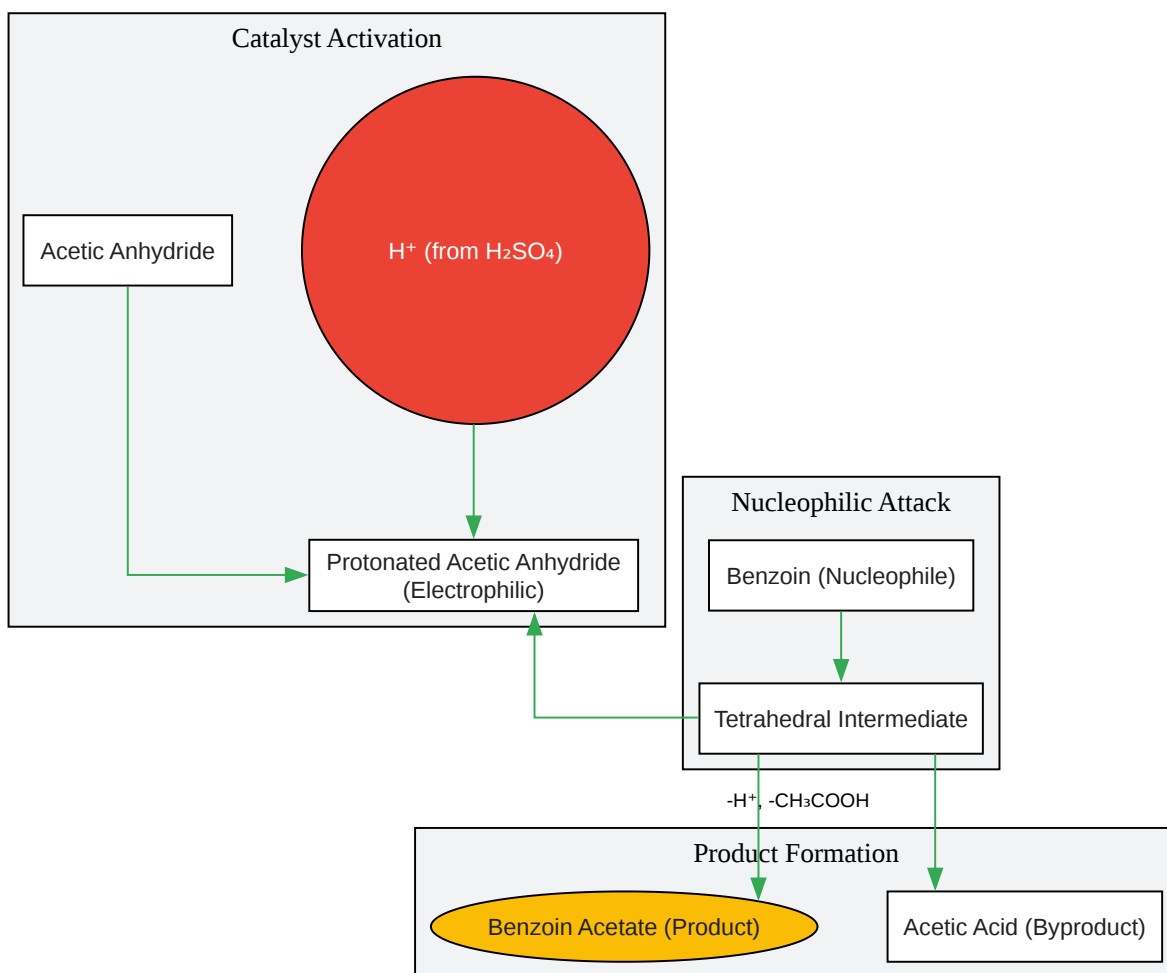 Catalyst Activation
Acetic Anhydride
H⁺ (from H₂SO₄)
Protonated Acetic Anhydride
(Electrophilic)
Nucleophilic Attack
Benzoin (Nucleophile)
Tetrahedral Intermediate
-H⁺, -CH₃COOH
Product Formation
Benzoin Acetate (Product)
Acetic Acid (Byproduct)